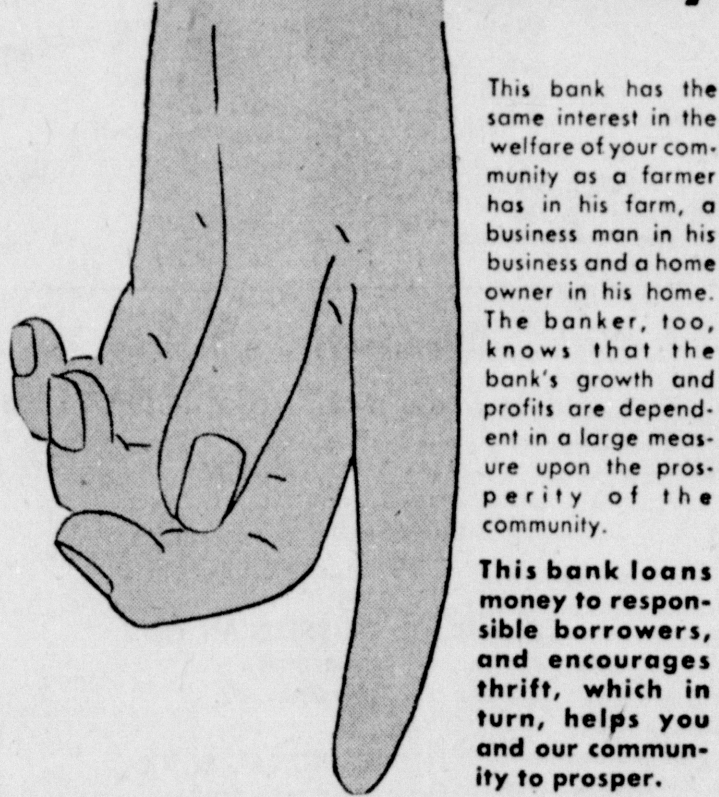 This bank has the
same interest in the
welfare of your com-
munity as a farmer
has in his farm, a
business man in his
business and a home
owner in his home.
The banker, too,
knows that the
bank's growth and
profits are depend-
ent in a large meas-
ure upon the pros-
perity of the
community.
This bank loans
money to respon-
sible borrowers,
and encourages
thrift, which in
turn, helps you
and our commun-
ity to prosper.